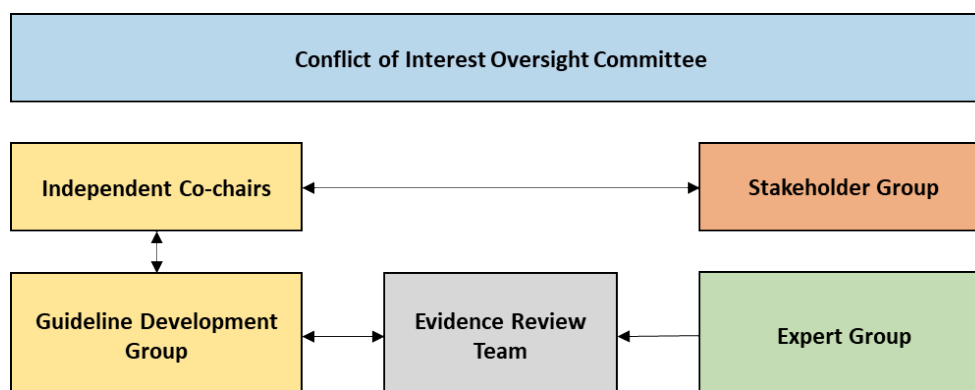 Conflict of Interest Oversight Committee
Independent Co-chairs
Stakeholder Group
Guideline Development
Group
Evidence Review
Team
Expert Group